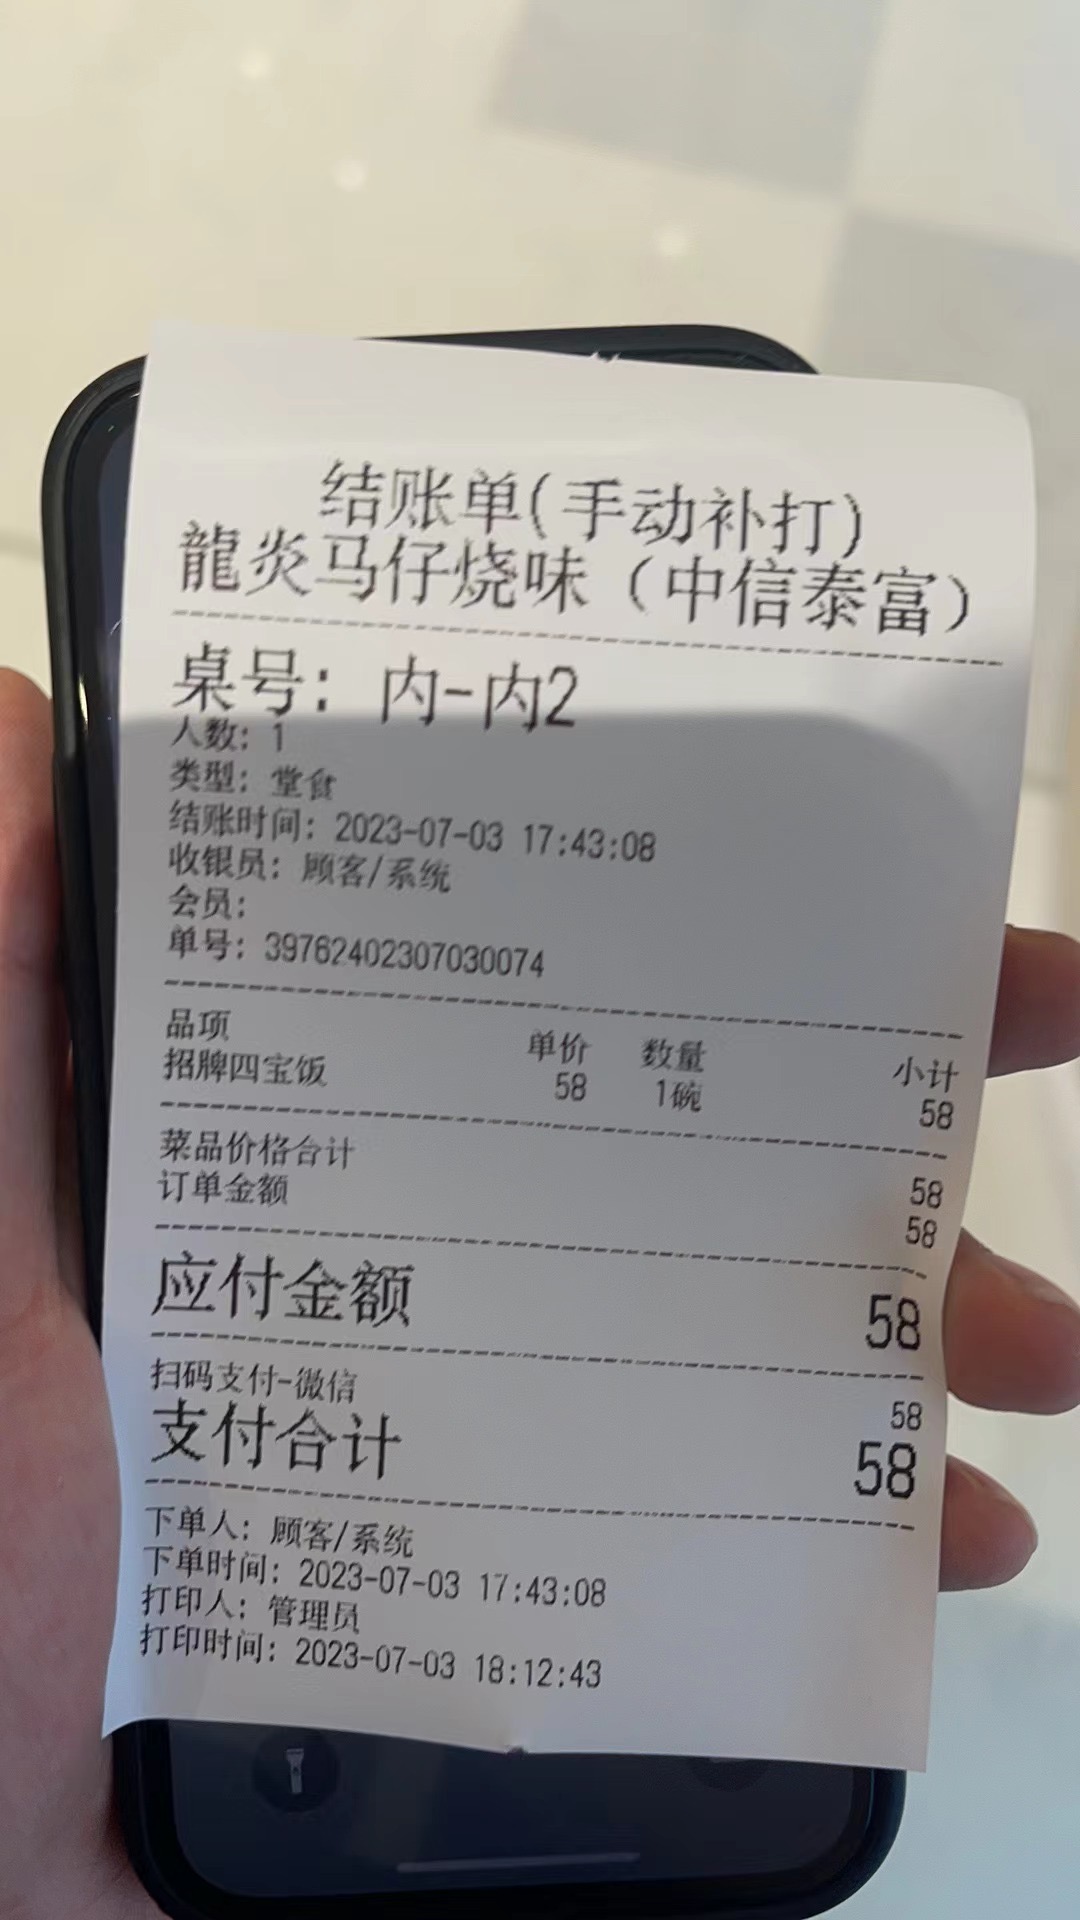 结账单(手动补打)
龍炎马仔烧味（中信泰富）
桌号: 内-内2
人数: 1
类型: 堂食
结账时间: 2023-07-03 17:43:08
收银员: 顾客/系统
会员:
单号: 39762402307030074
品项 单价 数量 小计
招牌四宝饭 58 1碗 58
菜品价格合计 58
订单金额 58
应付金额 58
扫码支付-微信 58
支付合计 58
下单人: 顾客/系统
下单时间: 2023-07-03 17:43:08
打印人: 管理员
打印时间: 2023-07-03 18:12:43